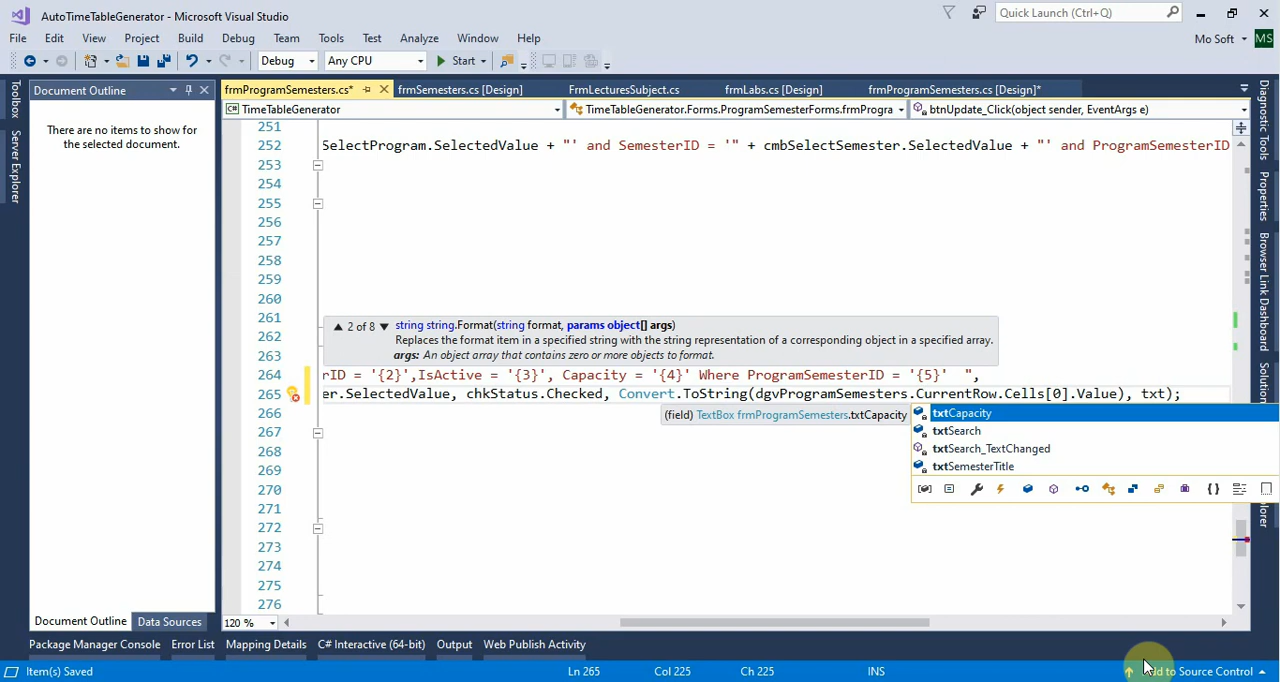 AutoTimeTableGenerator - Microsoft Visual Studio
Quick Launch (Ctrl+Q)
File Edit View Project Build Debug Team Tools Test Analyze Window Help
Mo Soft MS
Debug Any CPU Start
Toolbox
Server Explorer
Document Outline
There are no items to show for
the selected document.
frmProgramSemesters.cs* frmSemesters.cs [Design] FrmLecturesSubject.cs frmLabs.cs [Design] frmProgramSemesters.cs [Design]*
TimeTableGenerator TimeTableGenerator.Forms.ProgramSemesterForms.frmProgra btnUpdate_Click(object sender, EventArgs e)
251
252 SelectProgram.SelectedValue + "' and SemesterID = '" + cmbSelectSemester.SelectedValue + "' and ProgramSemesterID
253
254
255
256
257
258
259
260
261
2 of 8 string string.Format(string format, params object[] args)
262 Replaces the format item in a specified string with the string representation of a corresponding object in a specified array.
263 args: An object array that contains zero or more objects to format.
264 rID = '{2}',IsActive = '{3}', Capacity = '{4}' Where ProgramSemesterID = '{5}'  ",
265 er.SelectedValue, chkStatus.Checked, Convert.ToString(dgvProgramSemesters.CurrentRow.Cells[0].Value), txt);
266 (field) TextBox frmProgramSemesters.txtCapacity txtCapacity
267 txtSearch
268 txtSearch_TextChanged
269 txtSemesterTitle
270
271
272
273
274
275
276
Diagnostic Tools
Properties
Browser Link Dashboard
Document Outline Data Sources
120 %
Package Manager Console Error List Mapping Details C# Interactive (64-bit) Output Web Publish Activity
Item(s) Saved Ln 265 Col 225 Ch 225 INS to Source Control